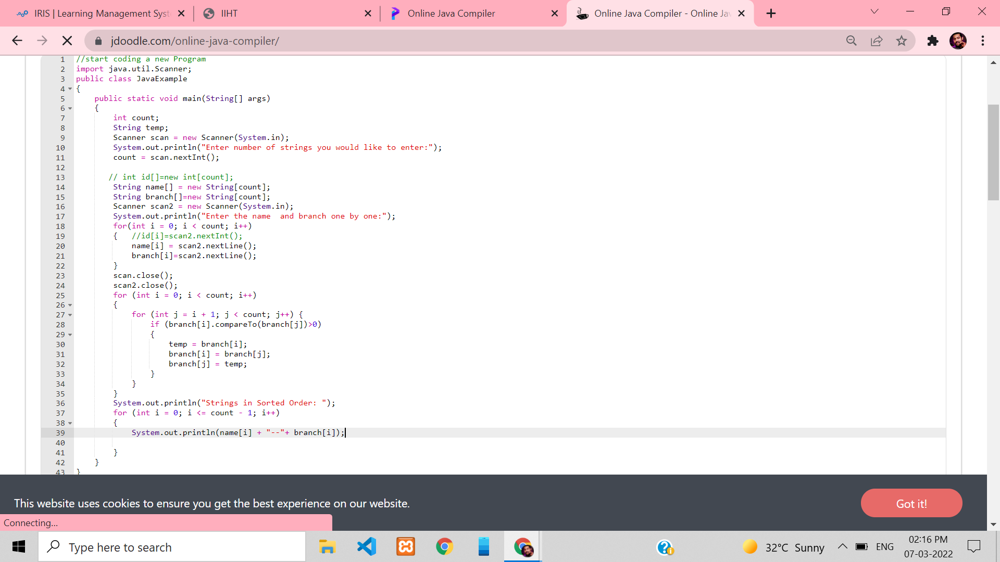 IRIS | Learning Management Syst
IIHT
Online Java Compiler
Online Java Compiler - Online Jav
jdoodle.com/online-java-compiler/
1 //start coding a new Program
2 import java.util.Scanner;
3 public class JavaExample
4 {
5 public static void main(String[] args)
6 {
7 int count;
8 String temp;
9 Scanner scan = new Scanner(System.in);
10 System.out.println("Enter number of strings you would like to enter:");
11 count = scan.nextInt();
12
13 // int id[]=new int[count];
14 String name[] = new String[count];
15 String branch[]=new String[count];
16 Scanner scan2 = new Scanner(System.in);
17 System.out.println("Enter the name  and branch one by one:");
18 for(int i = 0; i < count; i++)
19 {   //id[i]=scan2.nextInt();
20 name[i] = scan2.nextLine();
21 branch[i]=scan2.nextLine();
22 }
23 scan.close();
24 scan2.close();
25 for (int i = 0; i < count; i++)
26 {
27 for (int j = i + 1; j < count; j++) {
28 if (branch[i].compareTo(branch[j])>0)
29 {
30 temp = branch[i];
31 branch[i] = branch[j];
32 branch[j] = temp;
33 }
34 }
35 }
36 System.out.println("Strings in Sorted Order: ");
37 for (int i = 0; i <= count - 1; i++)
38 {
39 System.out.println(name[i] + "--"+ branch[i]);
40
41 }
42 }
43 }
This website uses cookies to ensure you get the best experience on our website.
Got it!
Connecting...
Type here to search
32°C Sunny
ENG
02:16 PM
07-03-2022